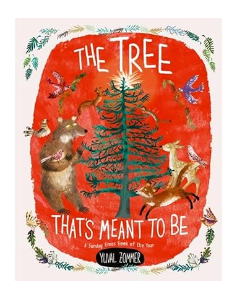 THE TREE
THAT'S MEANT TO BE
A Sunday Times Book of the Year
YUVAL ZOMMER